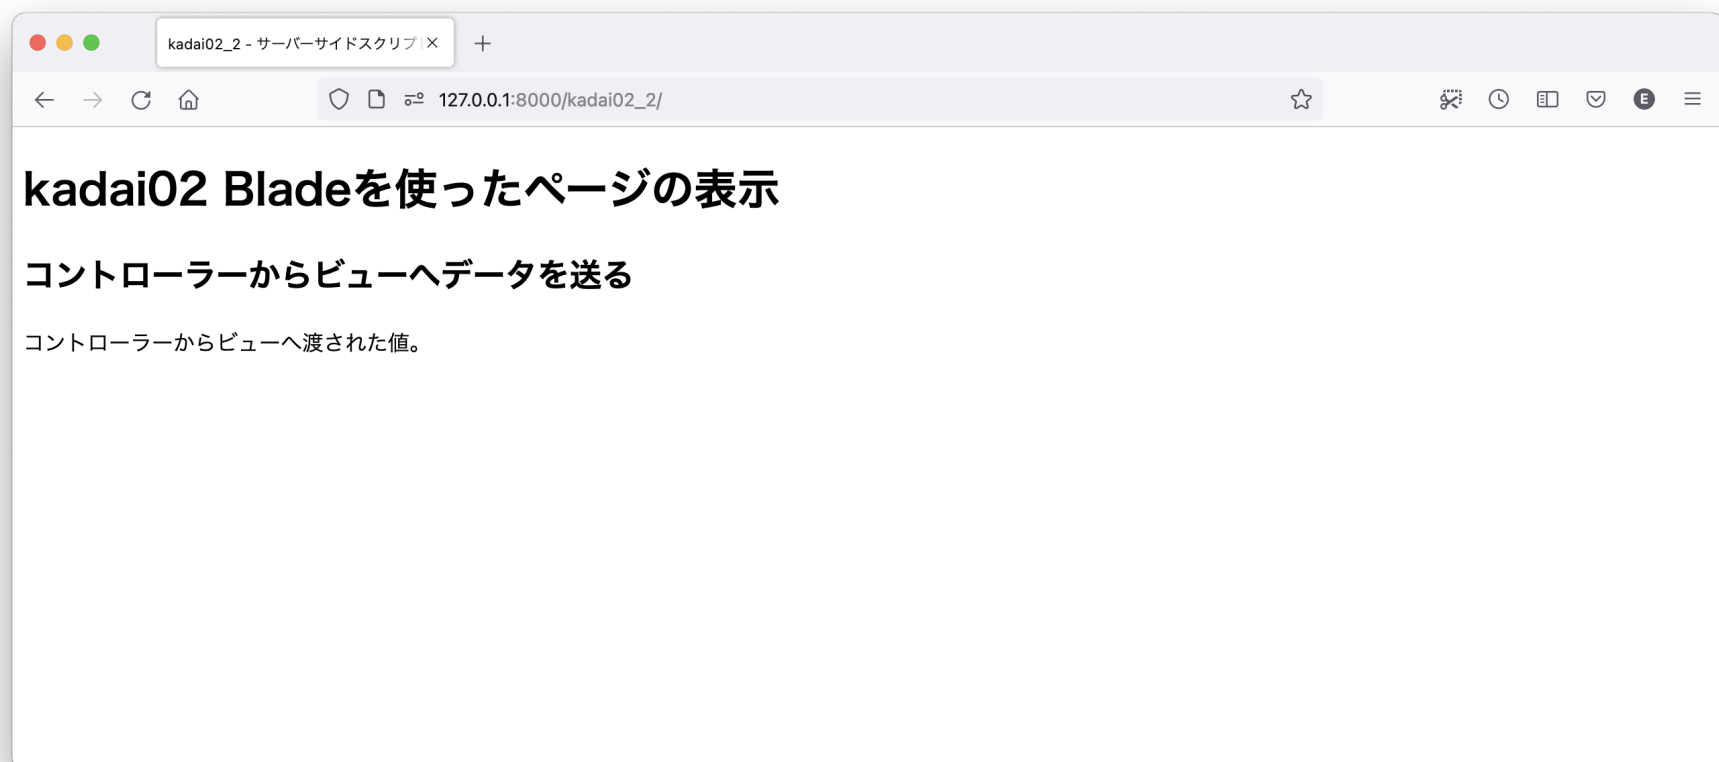 kadai02_2 - サーバーサイドスクリプ
127.0.0.1:8000/kadai02_2/
E
kadai02 Bladeを使ったページの表示
コントローラーからビューへデータを送る
コントローラーからビューへ渡された値。